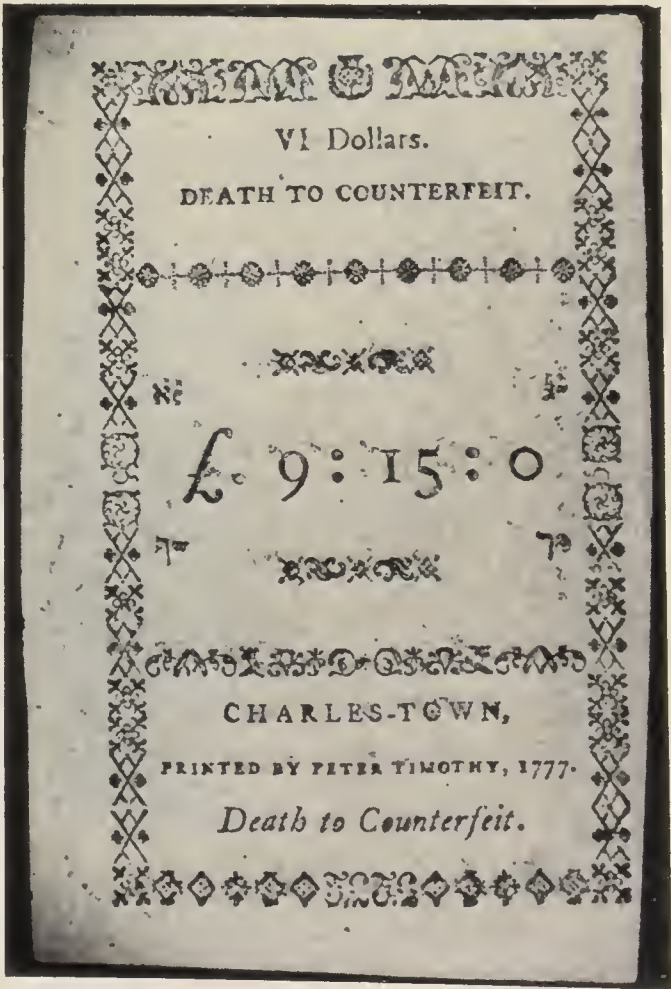 VI Dollars.
DEATH TO COUNTERFEIT.
£. 9: 15: 0
CHARLES-TOWN,
PRINTED BY PETER TIMOTHY, 1777.
Death to Counterfeit.